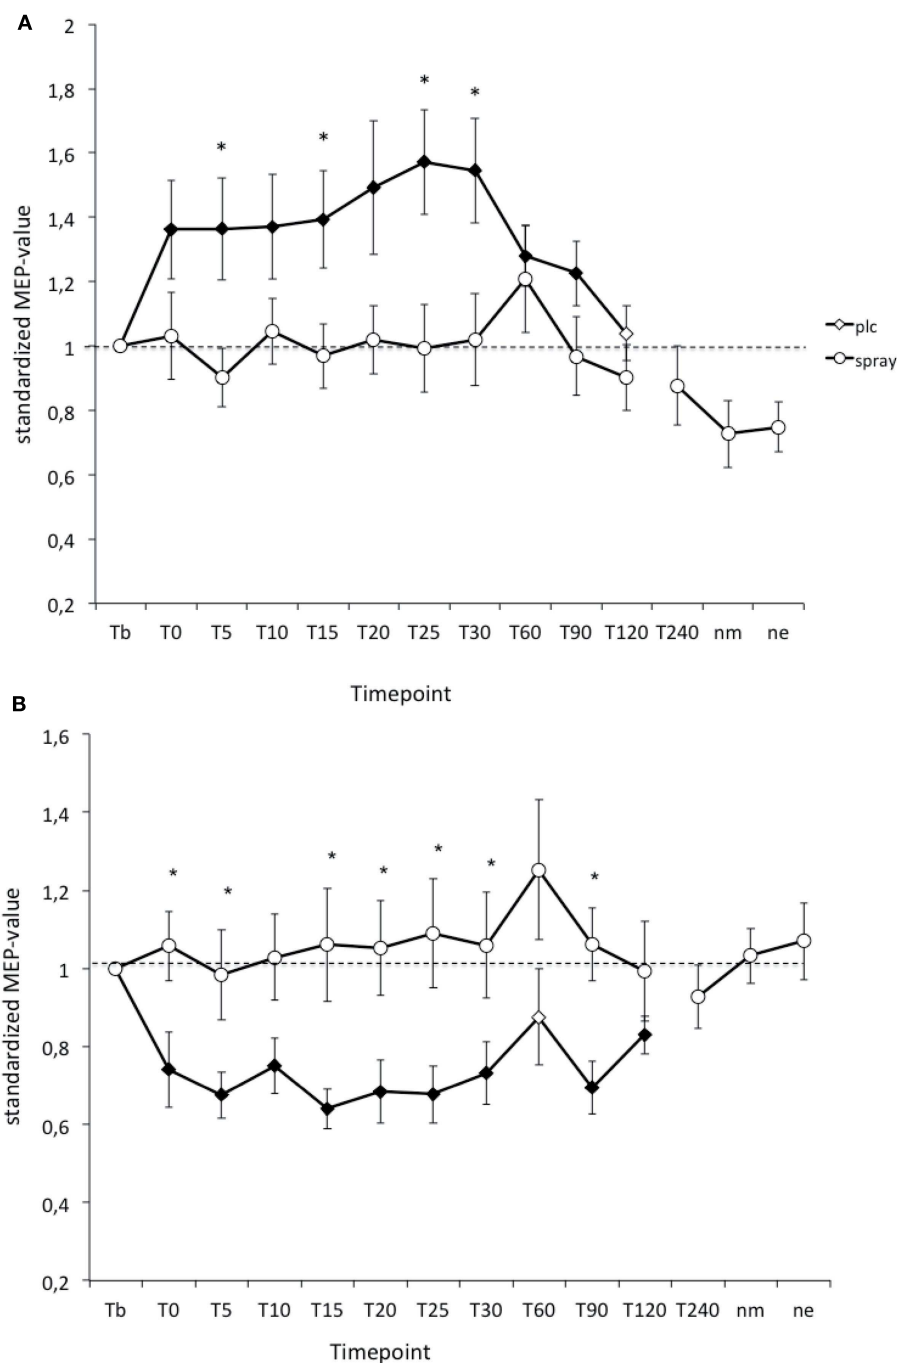 A
2
1,8
1,6
1,4
1,2
1
0,8
0,6
0,4
0,2
standardized MEP-value
* * * *
plc
spray
Tb T0 T5 T10 T15 T20 T25 T30 T60 T90 T120 T240 nm ne
Timepoint
B
1,6
1,4
1,2
1
0,8
0,6
0,4
0,2
standardized MEP-value
* * * * * * *
Tb T0 T5 T10 T15 T20 T25 T30 T60 T90 T120 T240 nm ne
Timepoint